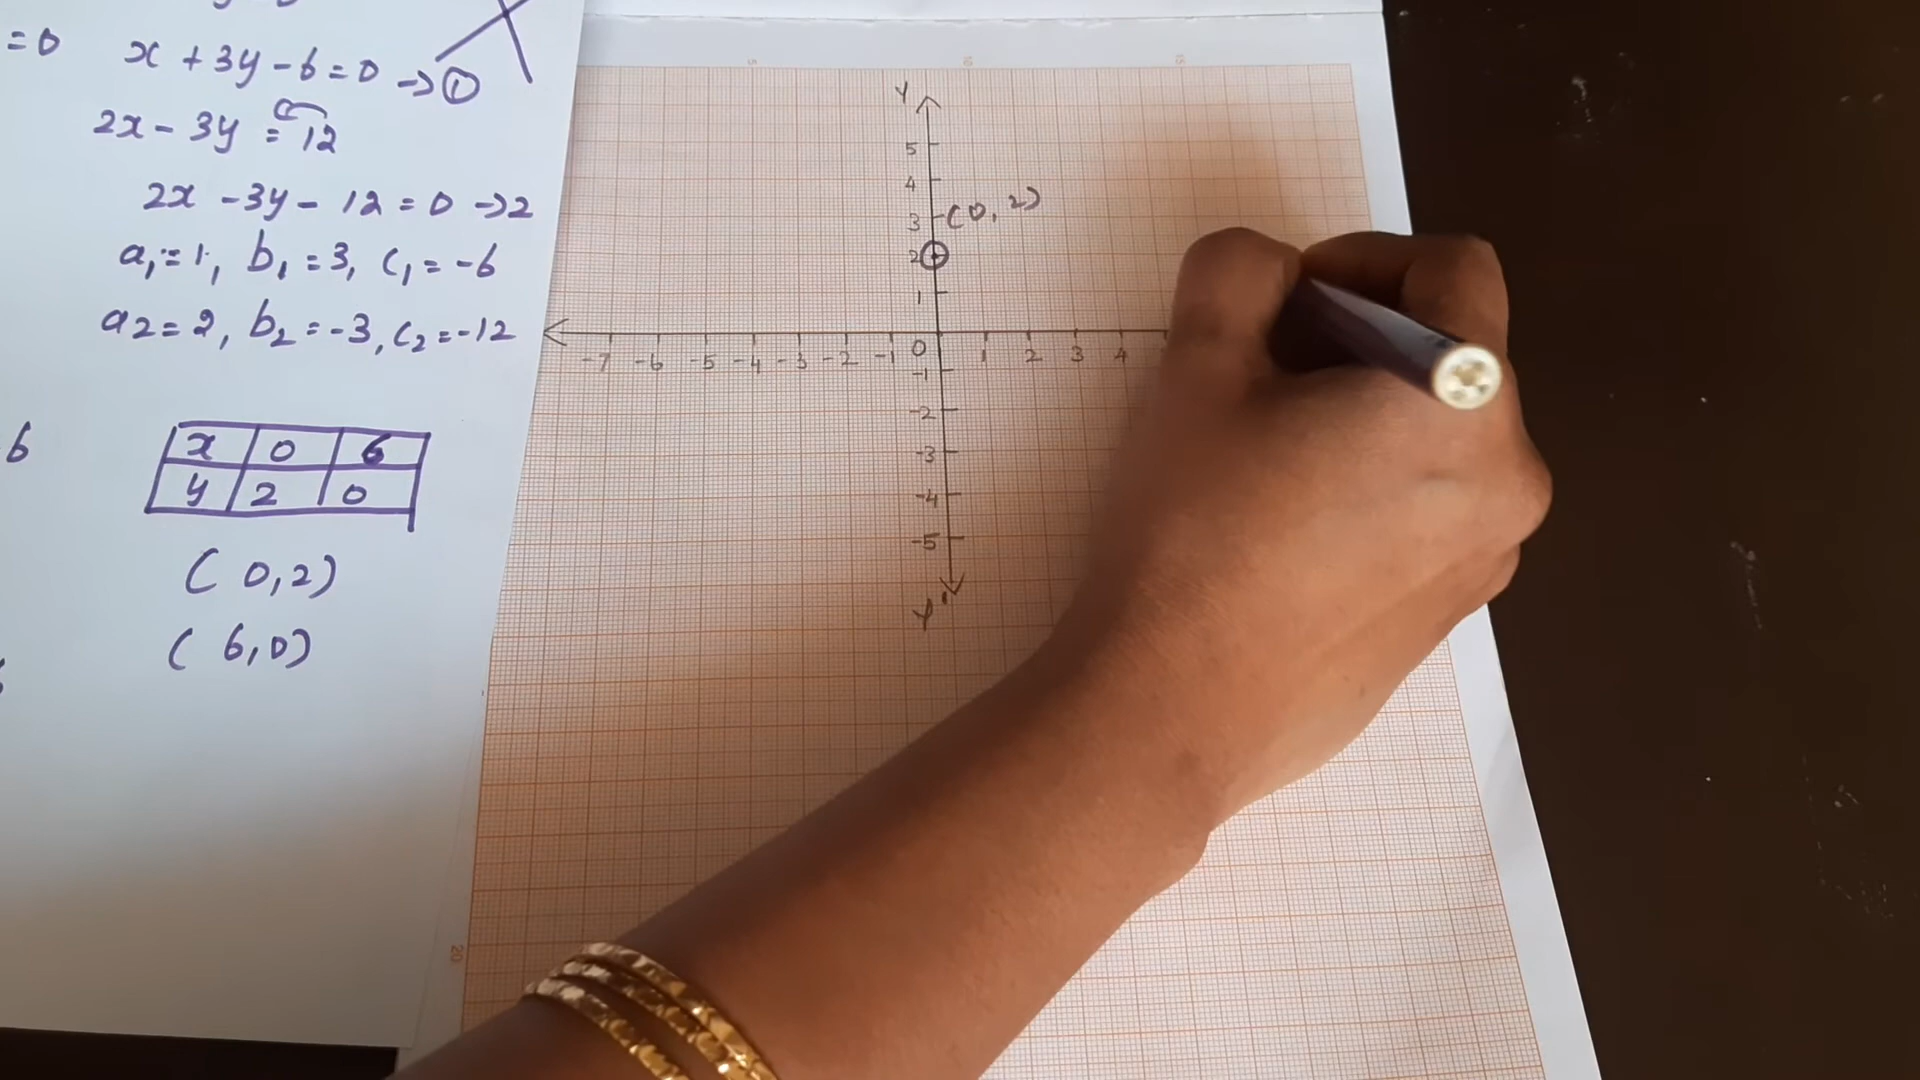 =0
x + 3y - 6 = 0 → ①
2x - 3y = 12
2x - 3y - 12 = 0 → 2
a₁ = 1, b₁ = 3, c₁ = -6
a2 = 2, b₂ = -3, c₂ = -12
6
x 0 6
y 2 0
(0,2)
(6,0)
Y
5
4
3 (0, 2)
2
1
-7 -6 -5 -4 -3 -2 -1 0 1 2 3 4
-1
-2
-3
-4
-5
Y'
20